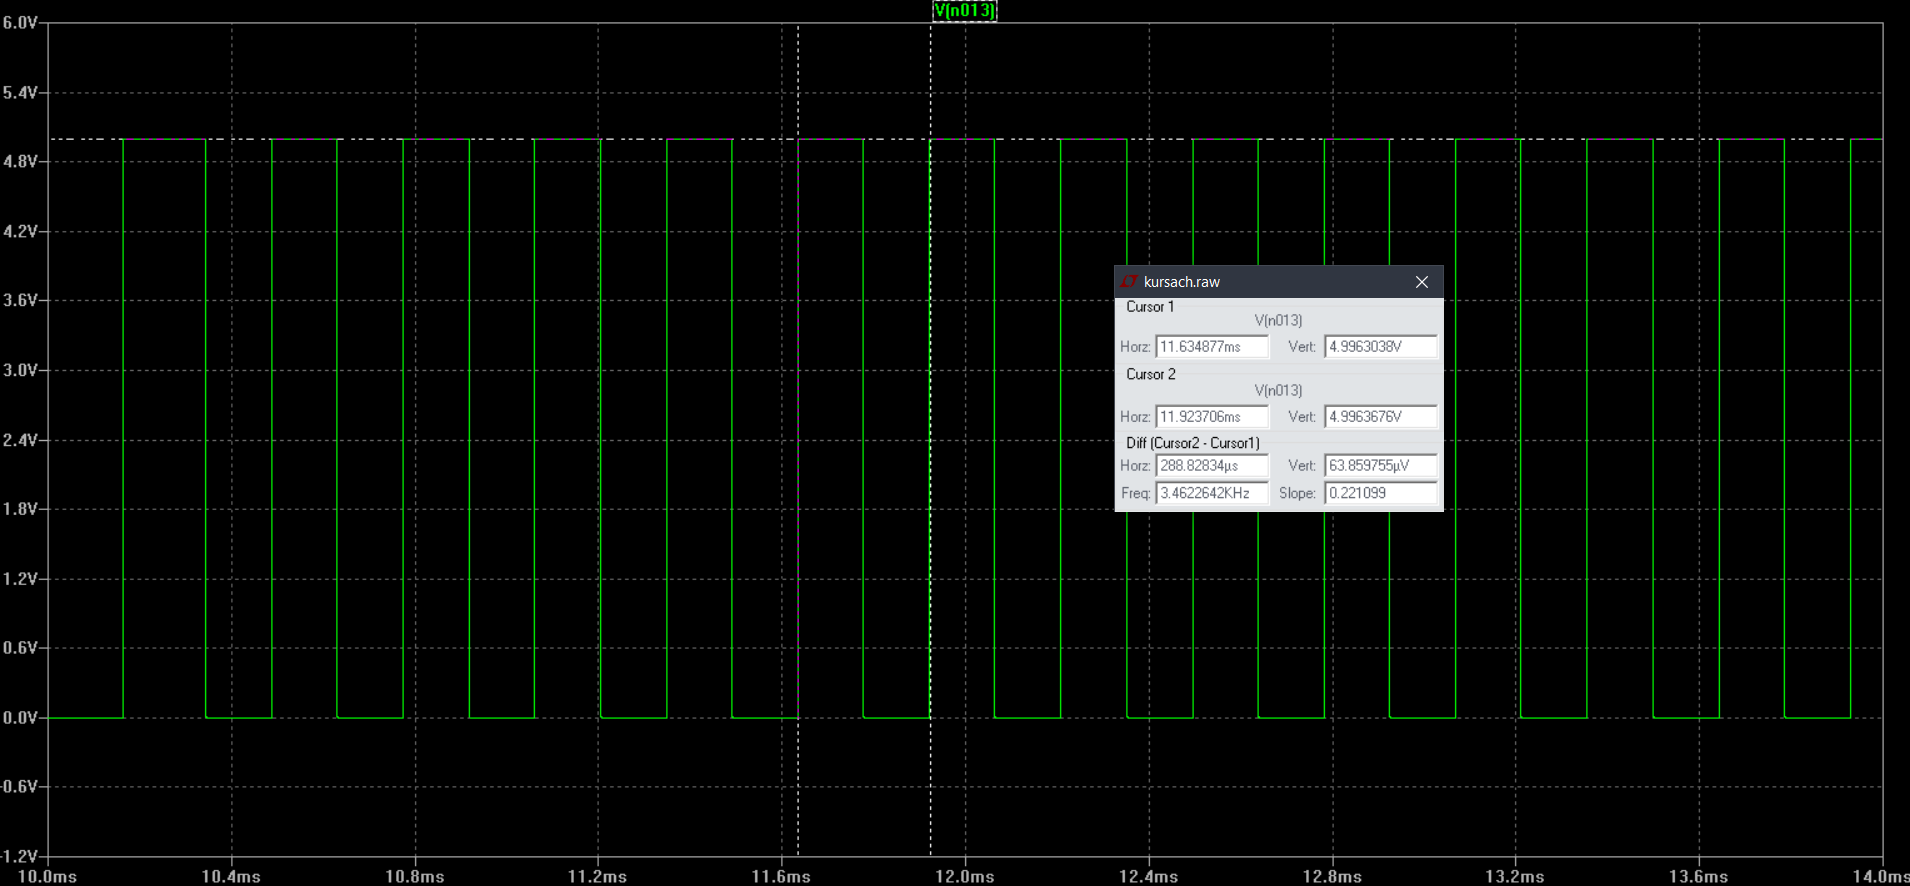 V(n013)
6.0V
5.4V
4.8V
4.2V
3.6V
3.0V
2.4V
1.8V
1.2V
0.6V
0.0V
-0.6V
-1.2V
10.0ms 10.4ms 10.8ms 11.2ms 11.6ms 12.0ms 12.4ms 12.8ms 13.2ms 13.6ms 14.0ms
kursach.raw
Cursor 1
V(n013)
Horz: 11.634877ms Vert: 4.9963038V
Cursor 2
V(n013)
Horz: 11.923706ms Vert: 4.9963676V
Diff (Cursor2 - Cursor1)
Horz: 288.82834µs Vert: 63.859755µV
Freq: 3.4622642KHz Slope: 0.221099